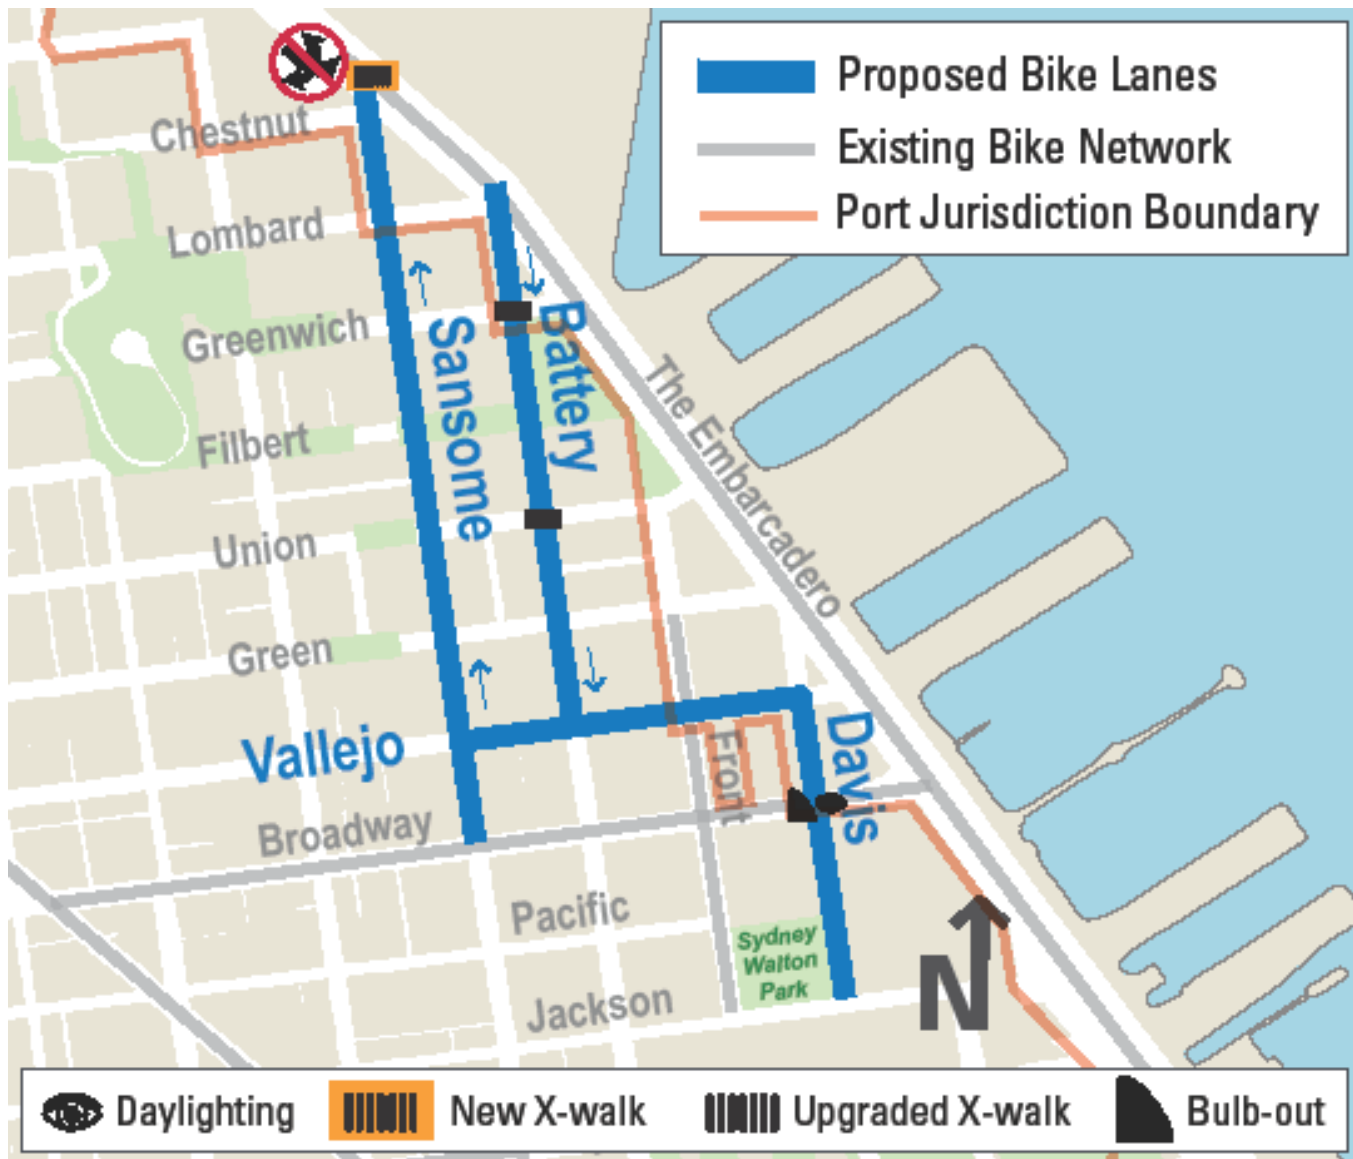 Proposed Bike Lanes
Existing Bike Network
Port Jurisdiction Boundary
Chestnut
Lombard
Greenwich
Sansome
Battery
The Embarcadero
Filbert
Union
Green
Vallejo
Davis
Front
Broadway
Pacific
Sydney
Walton
Park
N
Jackson
Daylighting
New X-walk
Upgraded X-walk
Bulb-out